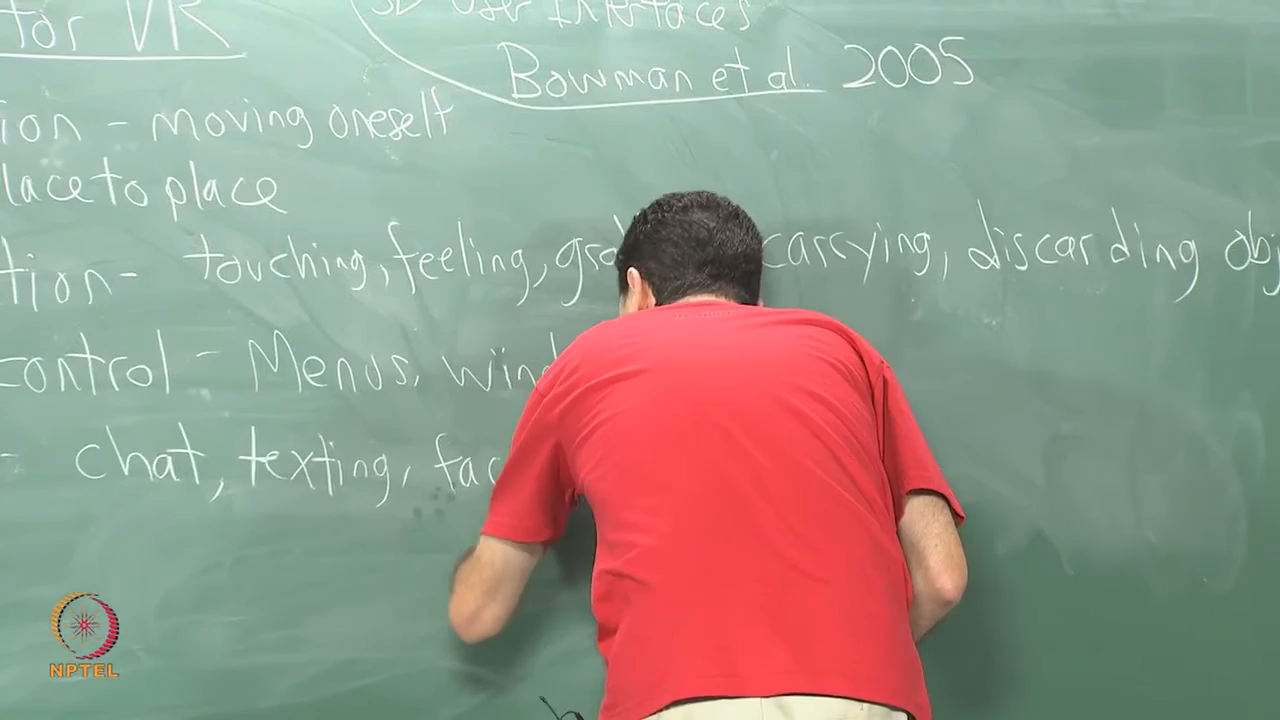 for VR
3D User Interfaces
Bowman et al. 2005
ion - moving oneself
lace to place
tion - touching, feeling, gra carrying, discarding obj
control - Menus, wind
- chat, texting, fac
NPTEL